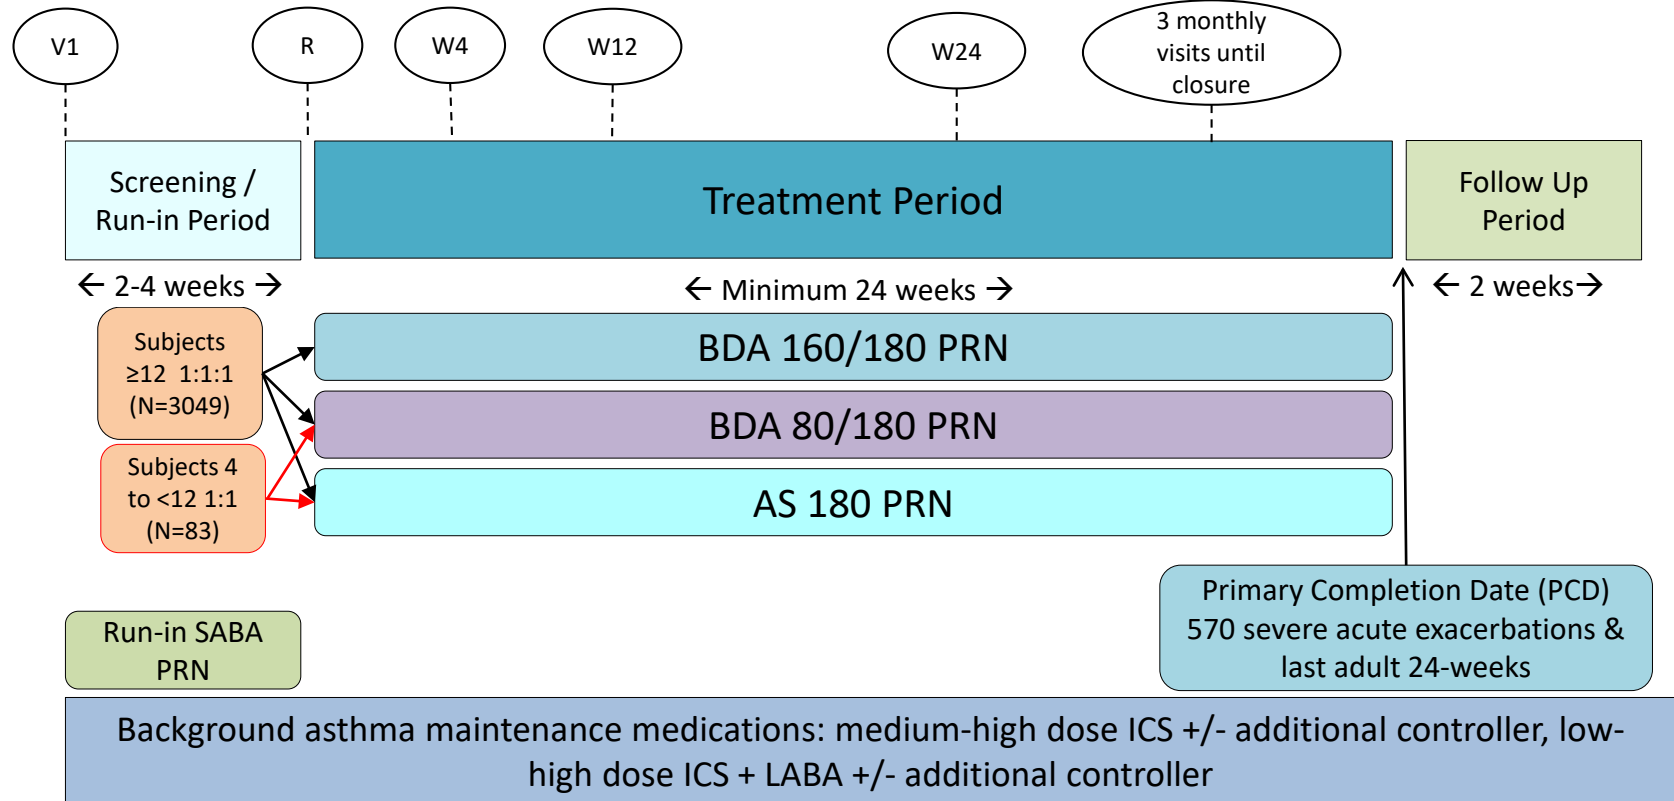 V1
R
W4
W12
W24
3 monthly
visits until
closure
Screening /
Run-in Period
Treatment Period
Follow Up
Period
← 2-4 weeks →
← Minimum 24 weeks →
← 2 weeks→
Subjects
≥12 1:1:1
(N=3049)
BDA 160/180 PRN
BDA 80/180 PRN
Subjects 4
to <12 1:1
(N=83)
AS 180 PRN
Primary Completion Date (PCD)
570 severe acute exacerbations &
last adult 24-weeks
Run-in SABA
PRN
Background asthma maintenance medications: medium-high dose ICS +/- additional controller, low-
high dose ICS + LABA +/- additional controller